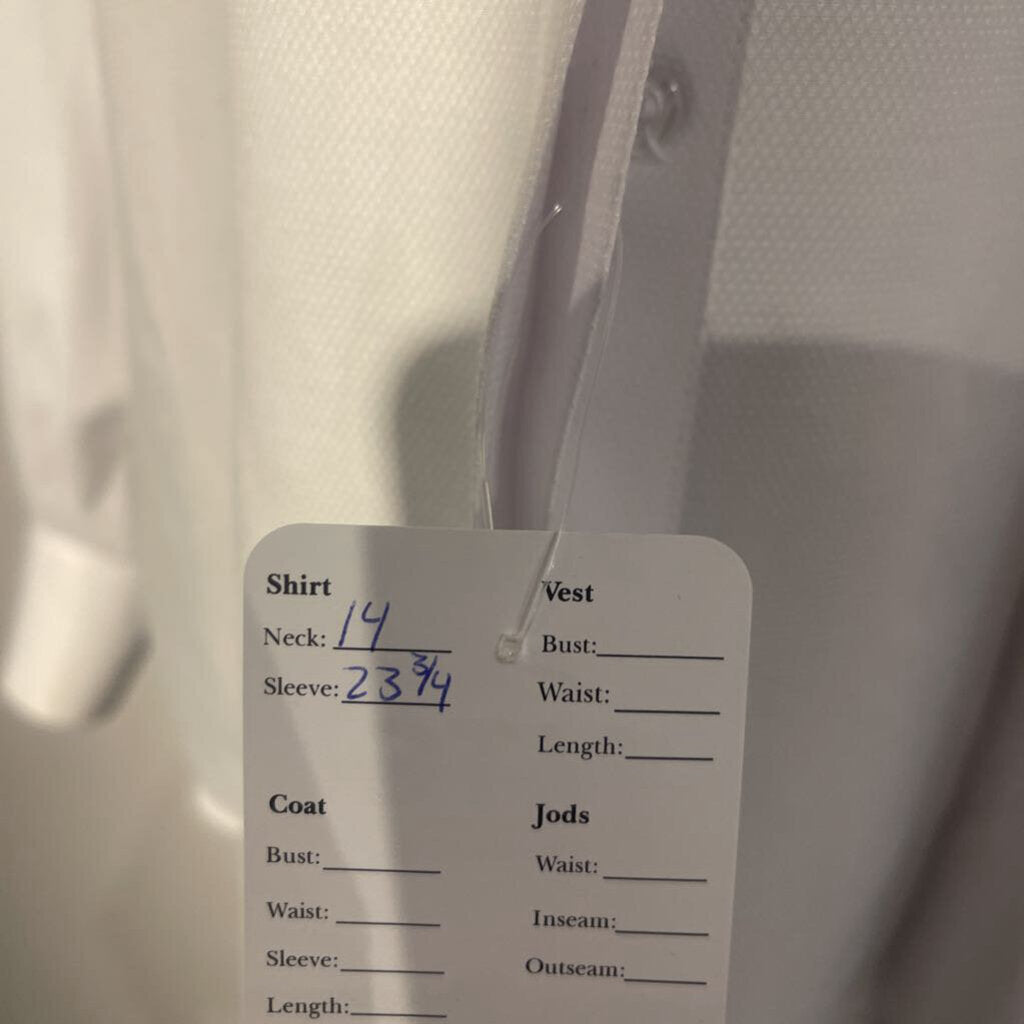 Shirt
Neck: 14
Sleeve: 23 3/4
Vest
Bust:
Waist:
Length:
Coat
Bust:
Waist:
Sleeve:
Length:
Jods
Waist:
Inseam:
Outseam: